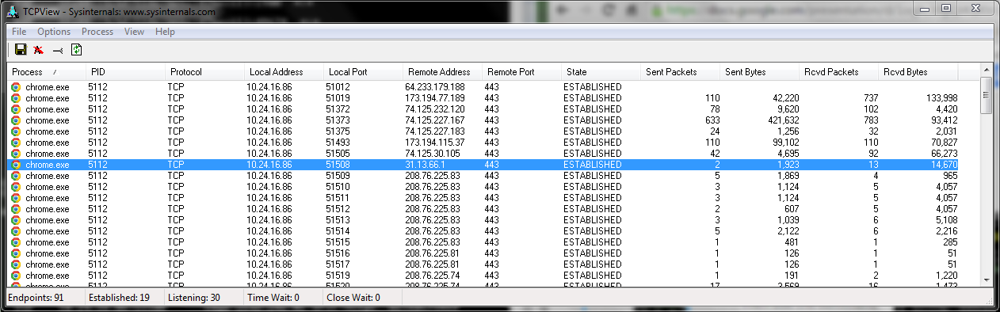 TCPView - Sysinternals: www.sysinternals.com
File Options Process View Help
Process / PID Protocol Local Address Local Port Remote Address Remote Port State Sent Packets Sent Bytes Rcvd Packets Rcvd Bytes
chrome.exe 5112 TCP 10.24.16.86 51012 64.233.179.188 443 ESTABLISHED
chrome.exe 5112 TCP 10.24.16.86 51019 173.194.77.189 443 ESTABLISHED 110 42,220 737 133,998
chrome.exe 5112 TCP 10.24.16.86 51372 74.125.232.120 443 ESTABLISHED 78 9,620 102 4,420
chrome.exe 5112 TCP 10.24.16.86 51373 74.125.227.167 443 ESTABLISHED 633 421,632 783 93,412
chrome.exe 5112 TCP 10.24.16.86 51375 74.125.227.183 443 ESTABLISHED 24 1,256 32 2,031
chrome.exe 5112 TCP 10.24.16.86 51493 173.194.115.37 443 ESTABLISHED 110 99,102 110 70,827
chrome.exe 5112 TCP 10.24.16.86 51505 74.125.30.105 443 ESTABLISHED 42 4,695 92 66,273
chrome.exe 5112 TCP 10.24.16.86 51508 31.13.66.1 443 ESTABLISHED 2 1,923 13 14,670
chrome.exe 5112 TCP 10.24.16.86 51509 208.76.225.83 443 ESTABLISHED 5 1,869 4 965
chrome.exe 5112 TCP 10.24.16.86 51510 208.76.225.83 443 ESTABLISHED 3 1,124 5 4,057
chrome.exe 5112 TCP 10.24.16.86 51511 208.76.225.83 443 ESTABLISHED 3 1,124 5 4,057
chrome.exe 5112 TCP 10.24.16.86 51512 208.76.225.83 443 ESTABLISHED 2 607 5 4,057
chrome.exe 5112 TCP 10.24.16.86 51513 208.76.225.83 443 ESTABLISHED 3 1,039 6 5,108
chrome.exe 5112 TCP 10.24.16.86 51514 208.76.225.83 443 ESTABLISHED 5 2,122 6 2,216
chrome.exe 5112 TCP 10.24.16.86 51515 208.76.225.83 443 ESTABLISHED 1 481 1 285
chrome.exe 5112 TCP 10.24.16.86 51516 208.76.225.81 443 ESTABLISHED 1 126 1 51
chrome.exe 5112 TCP 10.24.16.86 51517 208.76.225.81 443 ESTABLISHED 1 126 1 51
chrome.exe 5112 TCP 10.24.16.86 51519 208.76.225.74 443 ESTABLISHED 1 191 2 1,220
chrome.exe 5112 TCP 10.24.16.86 51520 208.76.225.74 443 ESTABLISHED 17 3,569 16 1,473
Endpoints: 91 Established: 19 Listening: 30 Time Wait: 0 Close Wait: 0